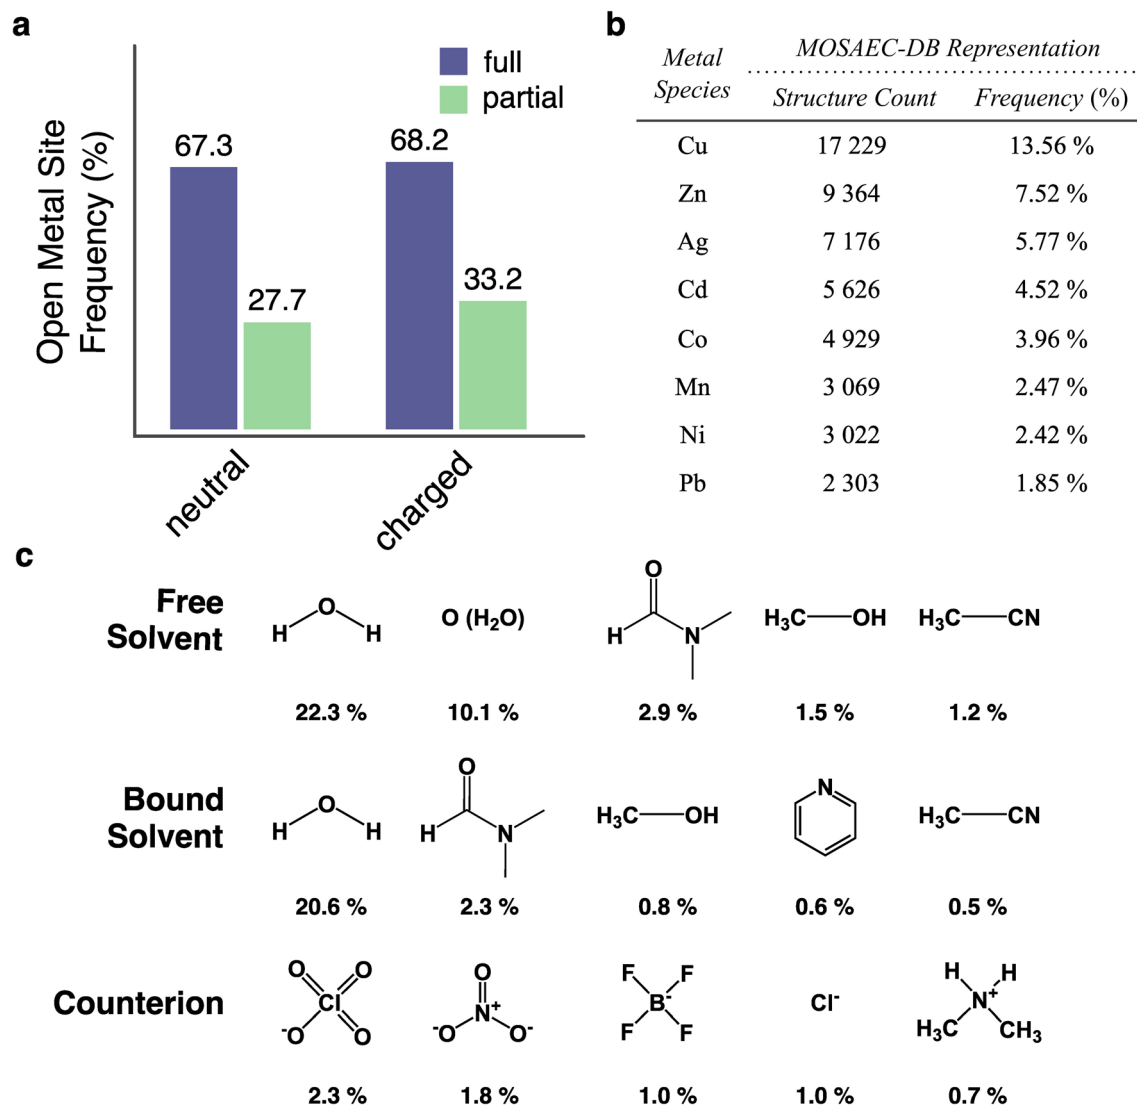 a
full
partial
67.3
27.7
68.2
33.2
Open Metal Site
Frequency (%)
neutral
charged
b
Metal
Species
MOSAEC-DB Representation
Structure Count Frequency (%)
Cu 17 229 13.56 %
Zn 9 364 7.52 %
Ag 7 176 5.77 %
Cd 5 626 4.52 %
Co 4 929 3.96 %
Mn 3 069 2.47 %
Ni 3 022 2.42 %
Pb 2 303 1.85 %
c
Free
Solvent
H O H
O (H₂O)
O H N
H₃C OH
H₃C CN
22.3 % 10.1 % 2.9 % 1.5 % 1.2 %
Bound
Solvent
H O H
O H N
H₃C OH
N
H₃C CN
20.6 % 2.3 % 0.8 % 0.6 % 0.5 %
Counterion
O O Cl ⁻O O
O N⁺ ⁻O O⁻
F F B⁻ F F
Cl⁻
H H N⁺ H₃C CH₃
2.3 % 1.8 % 1.0 % 1.0 % 0.7 %